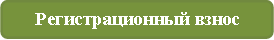 Регистрационный взнос